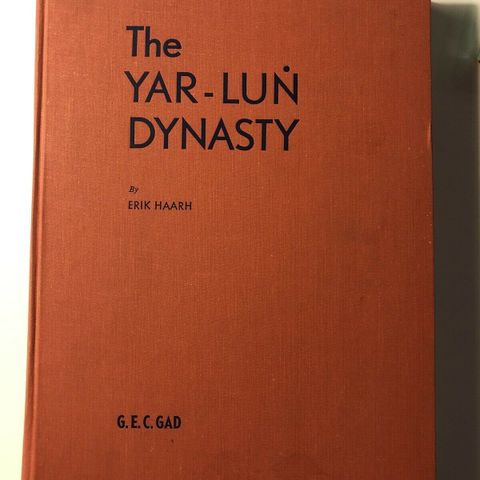 The
YAR-LUṄ
DYNASTY
By
ERIK HAARH
G.E.C. GAD